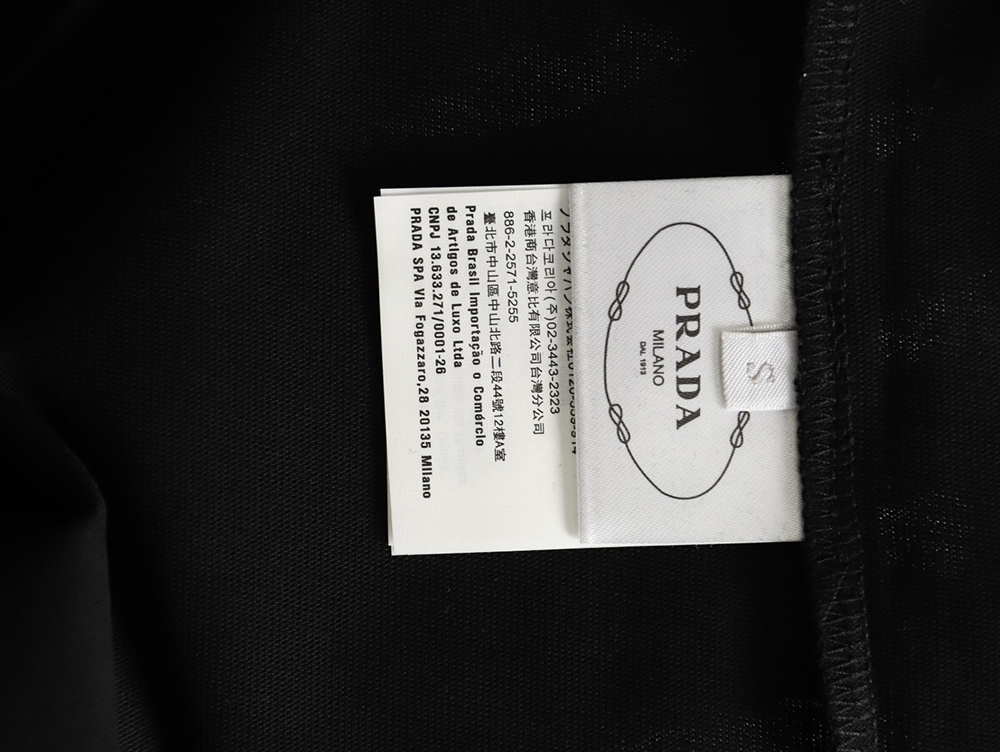 S
PRADA
MILANO
DAL 1913
프라다코리아(주)02-3443-2323
香港商台灣意比有限公司台灣分公司
886-2-2571-5255
臺北市中山區中山北路二段44號12樓A室
Prada Brasil Importação o Comérclo
de Artlgos de Luxo Ltda
CNPJ 13.633.271/0001-26
PRADA SPA Via Fogazzaro,28 20135 Mllano